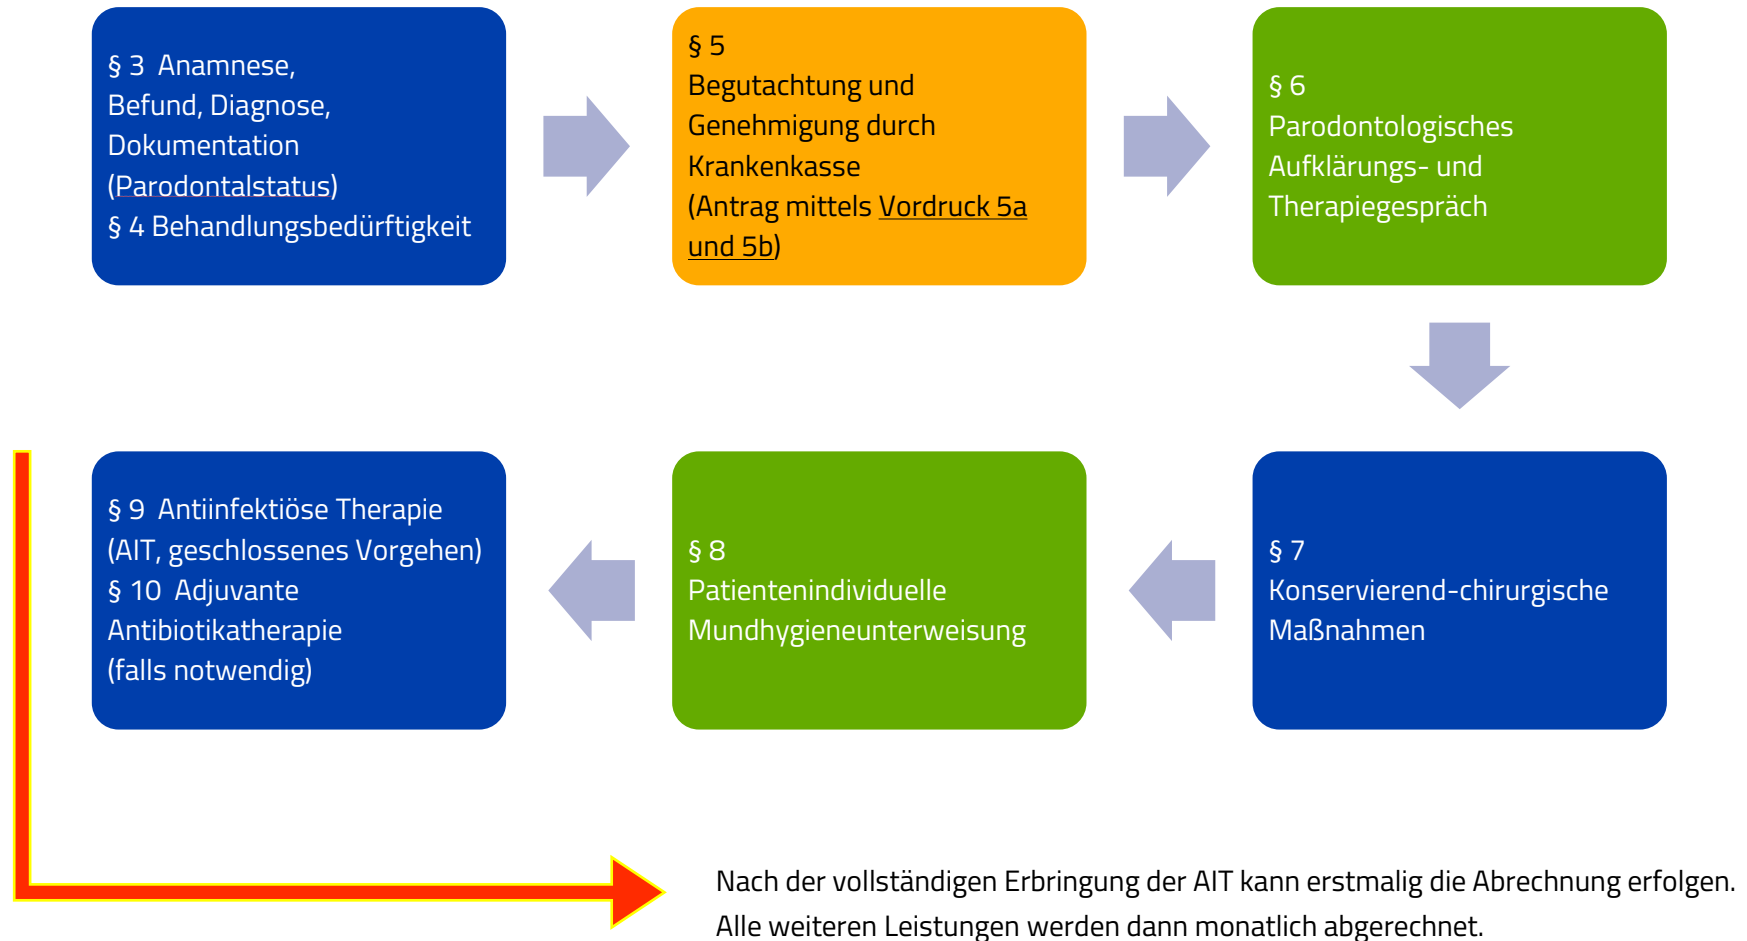 § 3  Anamnese,
Befund, Diagnose,
Dokumentation
(Parodontalstatus)
§ 4 Behandlungsbedürftigkeit
§ 5
Begutachtung und
Genehmigung durch
Krankenkasse
(Antrag mittels Vordruck 5a
und 5b)
§ 6
Parodontologisches
Aufklärungs- und
Therapiegespräch
§ 7
Konservierend-chirurgische
Maßnahmen
§ 8
Patientenindividuelle
Mundhygieneunterweisung
§ 9  Antiinfektiöse Therapie
(AIT, geschlossenes Vorgehen)
§ 10  Adjuvante
Antibiotikatherapie
(falls notwendig)
Nach der vollständigen Erbringung der AIT kann erstmalig die Abrechnung erfolgen.
Alle weiteren Leistungen werden dann monatlich abgerechnet.